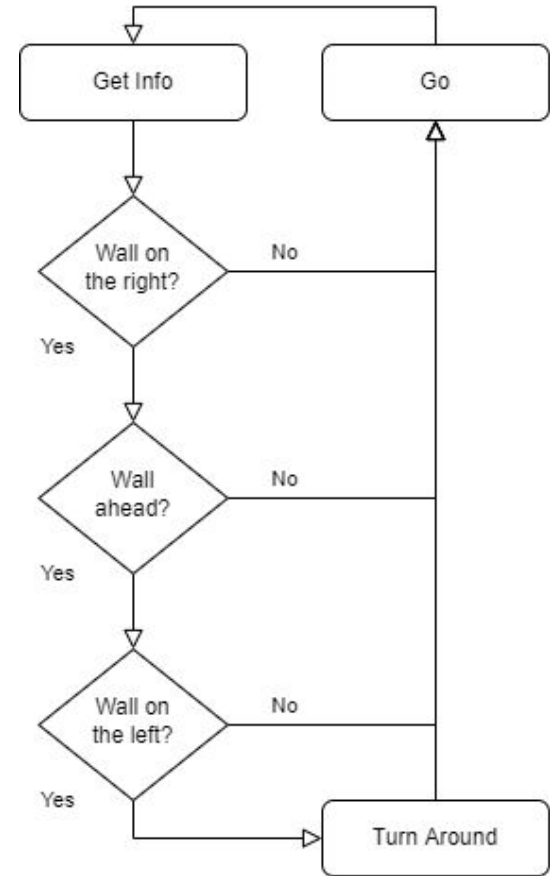 Get Info
Go
Wall on
the right?
No
Yes
Wall
ahead?
No
Yes
Wall on
the left?
No
Yes
Turn Around